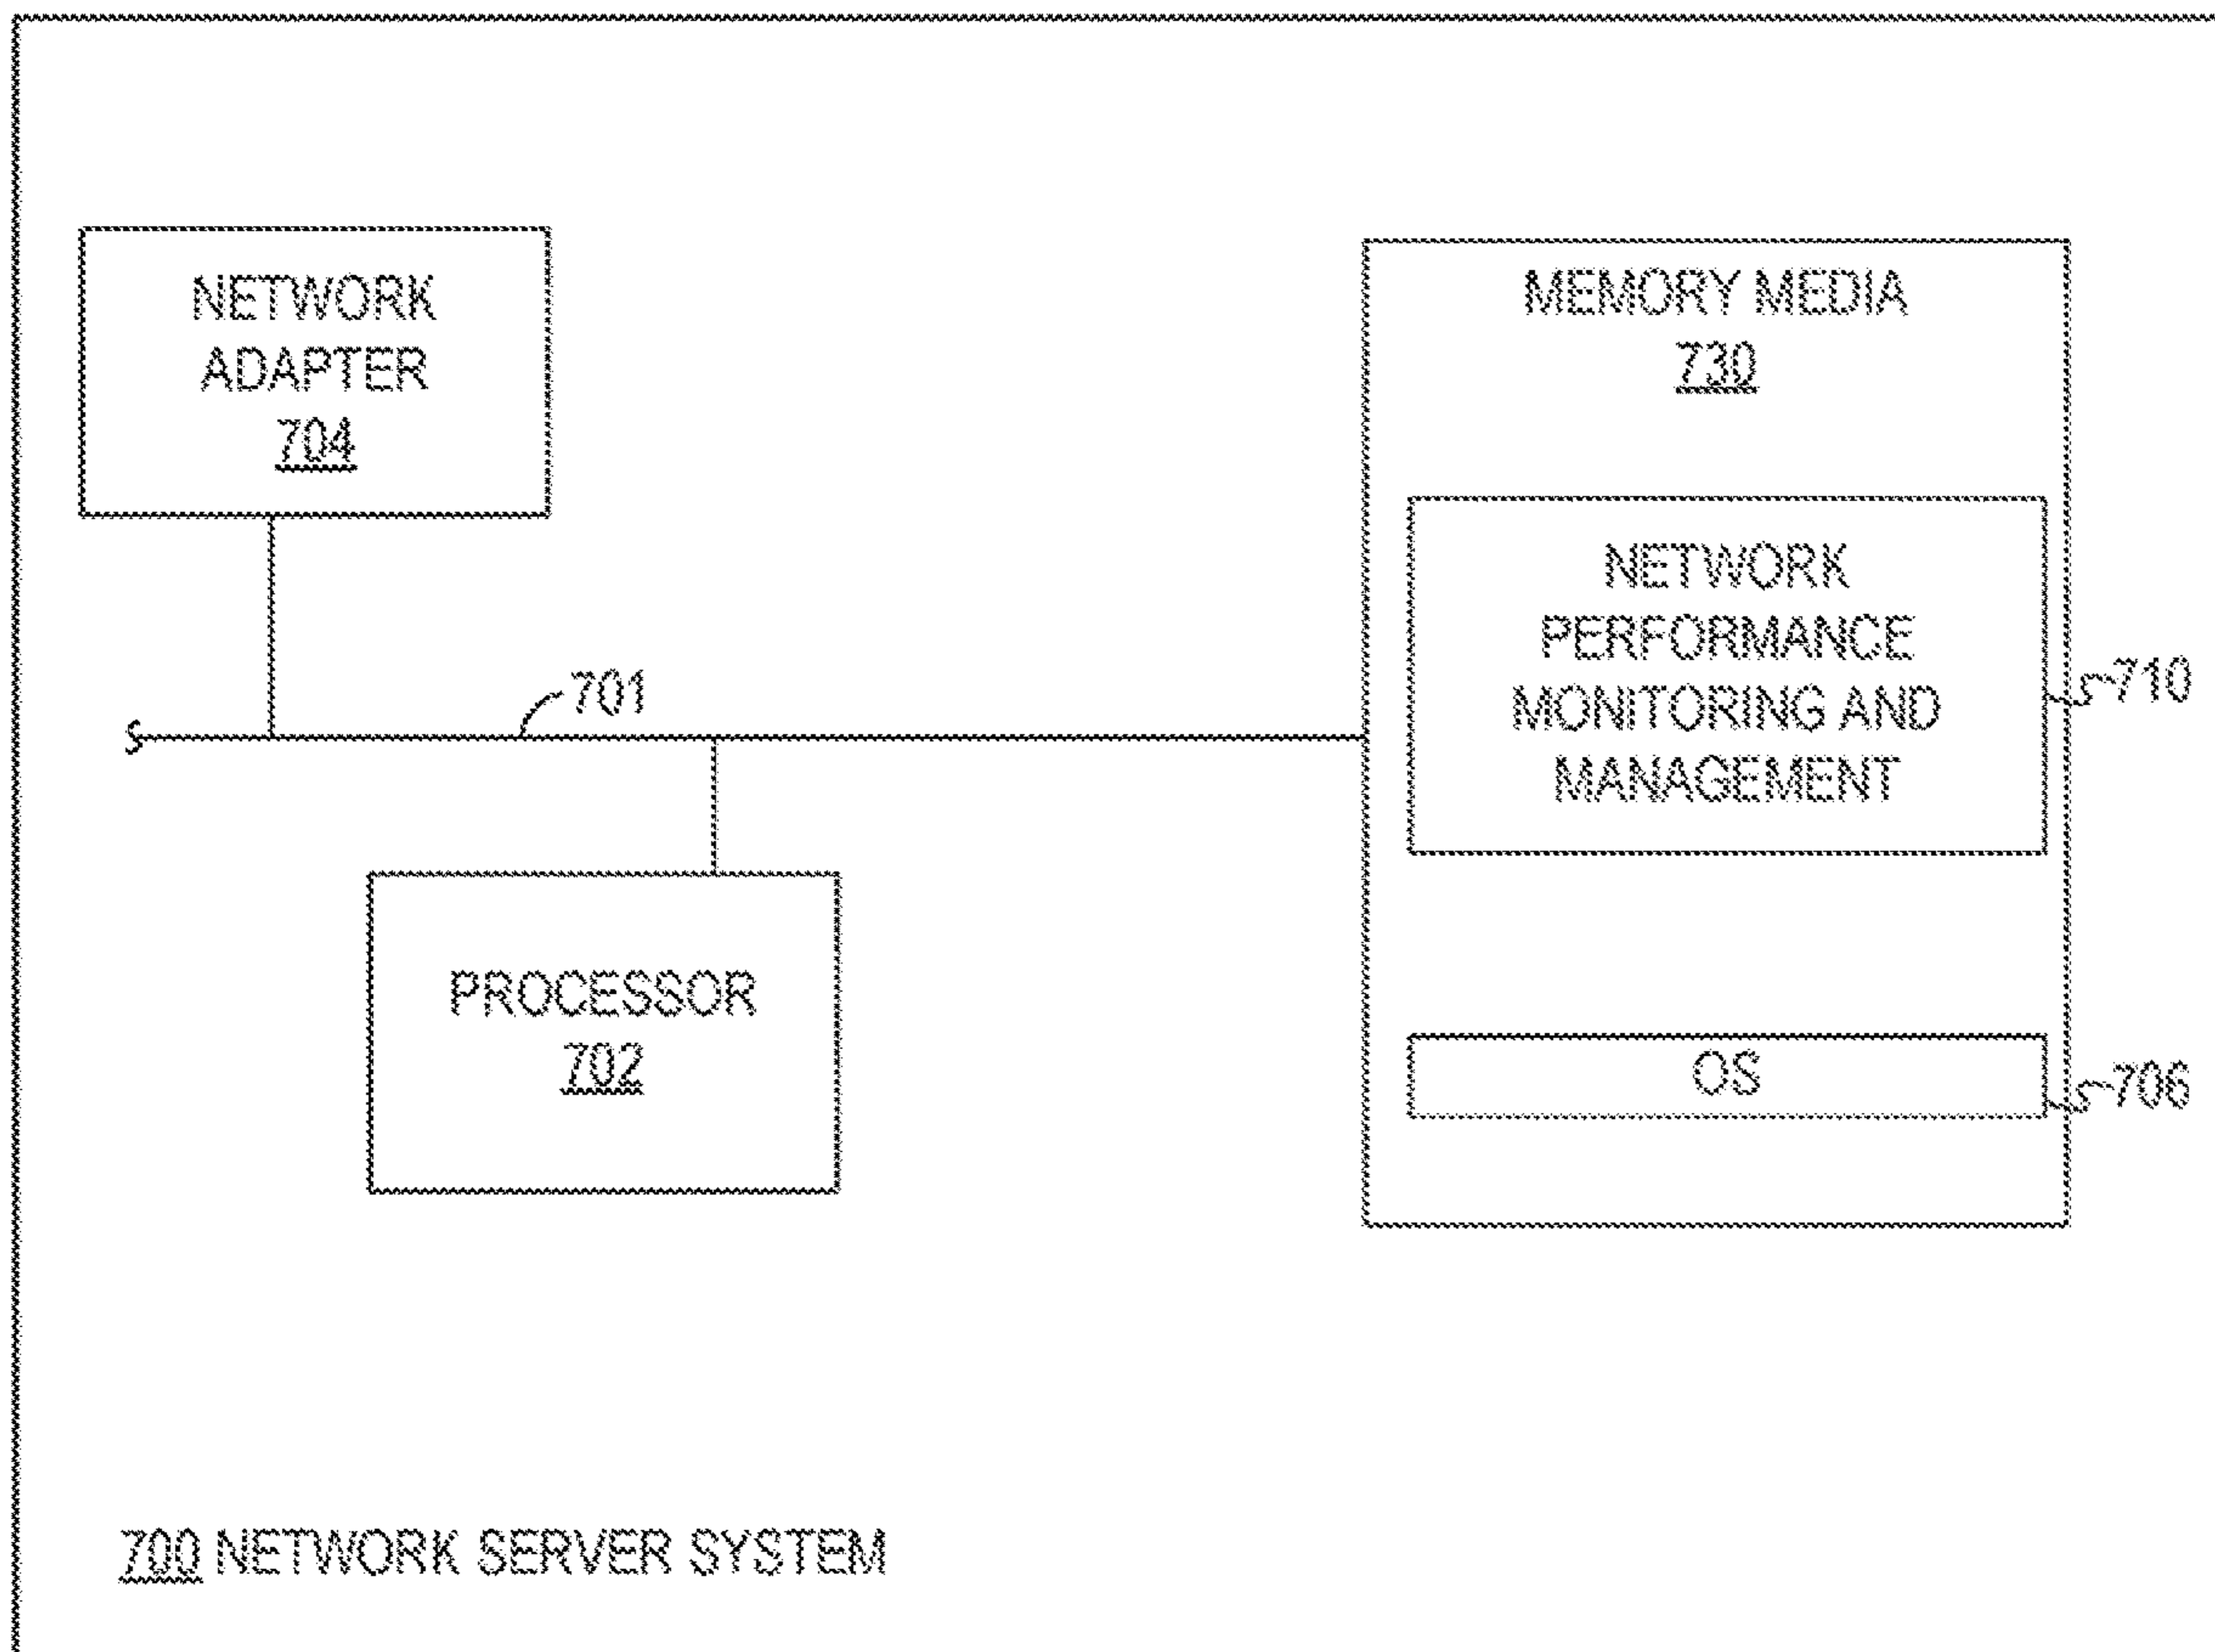 NETWORK
ADAPTER
704
MEMORY MEDIA
730
NETWORK
PERFORMANCE
MONITORING AND
MANAGEMENT
710
701
PROCESSOR
702
OS
706
700 NETWORK SERVER SYSTEM